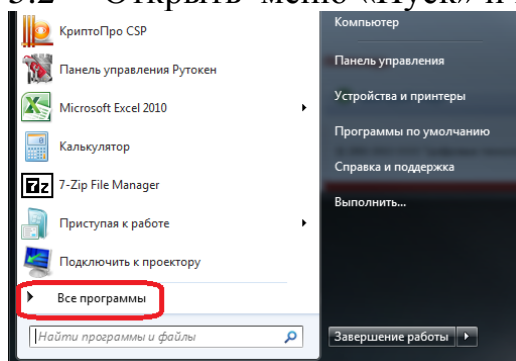 Открыть меню «Пуск» и
КриптоПро CSP
Панель управления Рутокен
Microsoft Excel 2010
Калькулятор
7-Zip File Manager
Приступая к работе
Подключить к проектору
Все программы
Найти программы и файлы
Компьютер
Панель управления
Устройства и принтеры
Программы по умолчанию
Справка и поддержка
Выполнить...
Завершение работы